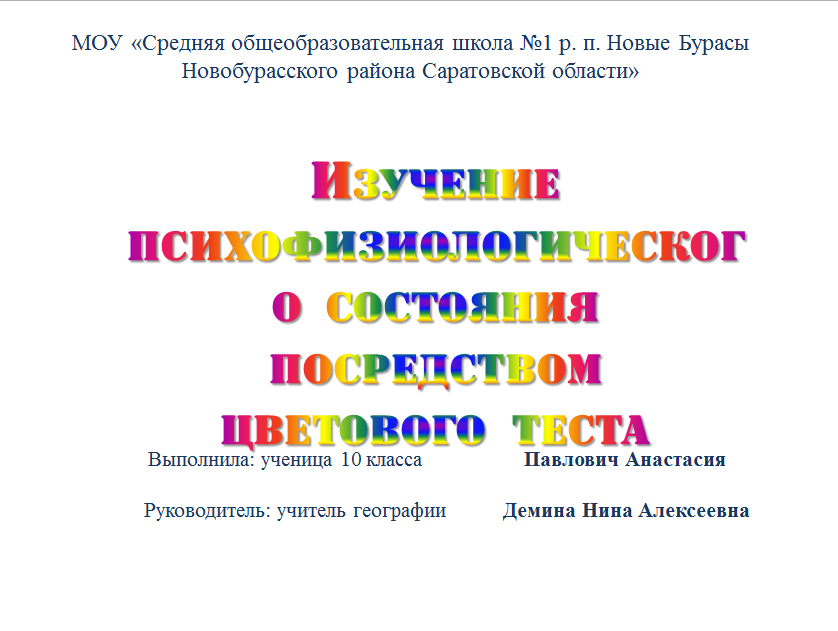 МОУ «Средняя общеобразовательная школа №1 р. п. Новые Бурасы
Новобурасского района Саратовской области»
Изучение
психофизиологическог
о состояния
посредством
цветового теста
Выполнила: ученица 10 класса Павлович Анастасия
Руководитель: учитель географии Демина Нина Алексеевна